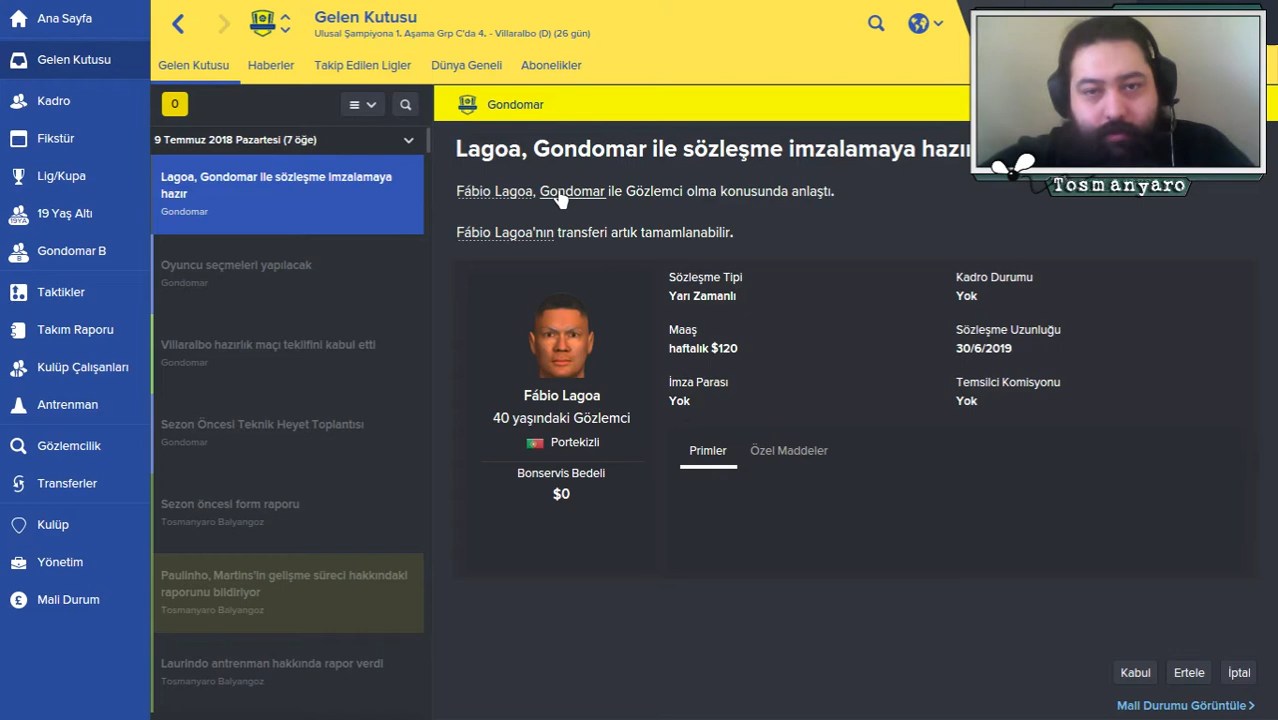 Ana Sayfa
Gelen Kutusu
Kadro
Fikstür
Lig/Kupa
19 Yaş Altı
Gondomar B
Taktikler
Takım Raporu
Kulüp Çalışanları
Antrenman
Gözlemcilik
Transferler
Kulüp
Yönetim
Mali Durum
Gelen Kutusu
Ulusal Şampiyona 1. Aşama Grp C'da 4. - Villaralbo (D) (26 gün)
Gelen Kutusu
Haberler
Takip Edilen Ligler
Dünya Geneli
Abonelikler
0
9 Temmuz 2018 Pazartesi (7 öğe)
Lagoa, Gondomar ile sözleşme imzalamaya
hazır
Gondomar
Oyuncu seçmeleri yapılacak
Gondomar
Villaralbo hazırlık maçı teklifini kabul etti
Gondomar
Sezon Öncesi Teknik Heyet Toplantısı
Gondomar
Sezon öncesi form raporu
Tosmanyaro Balyangoz
Paulinho, Martins'in gelişme süreci hakkındaki
raporunu bildiriyor
Tosmanyaro Balyangoz
Laurindo antrenman hakkında rapor verdi
Tosmanyaro Balyangoz
Gondomar
Lagoa, Gondomar ile sözleşme imzalamaya hazır
Fábio Lagoa, Gondomar ile Gözlemci olma konusunda anlaştı.
Fábio Lagoa'nın transferi artık tamamlanabilir.
Fábio Lagoa
40 yaşındaki Gözlemci
Portekizli
Bonservis Bedeli
$0
Sözleşme Tipi
Yarı Zamanlı
Kadro Durumu
Yok
Maaş
haftalık $120
Sözleşme Uzunluğu
30/6/2019
İmza Parası
Yok
Temsilci Komisyonu
Yok
Primler
Özel Maddeler
Kabul
Ertele
İptal
Mali Durumu Görüntüle
Tosmanyaro